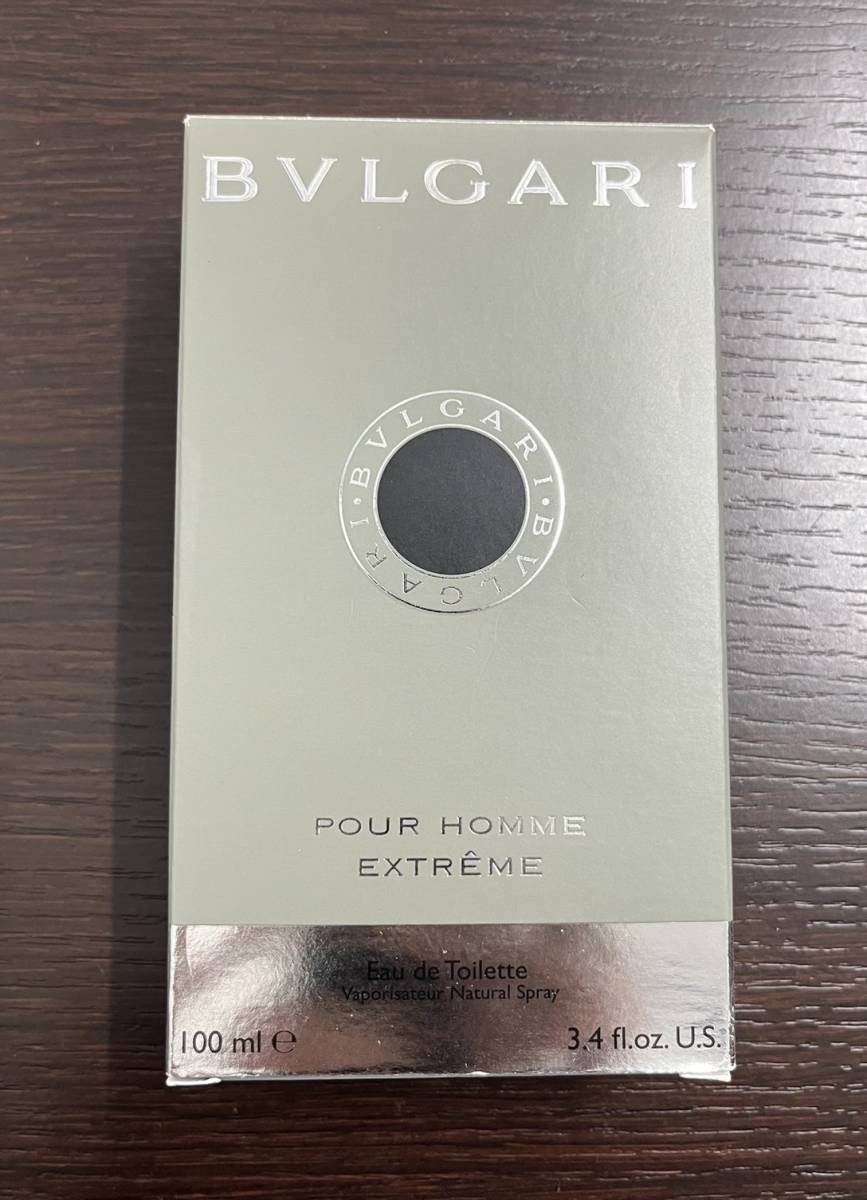 BVLGARI
BVLGARI · BVLGARI ·
POUR HOMME
EXTRÊME
Eau de Toilette
Vaporisateur Natural Spray
100 ml ℮
3.4 fl.oz. U.S.